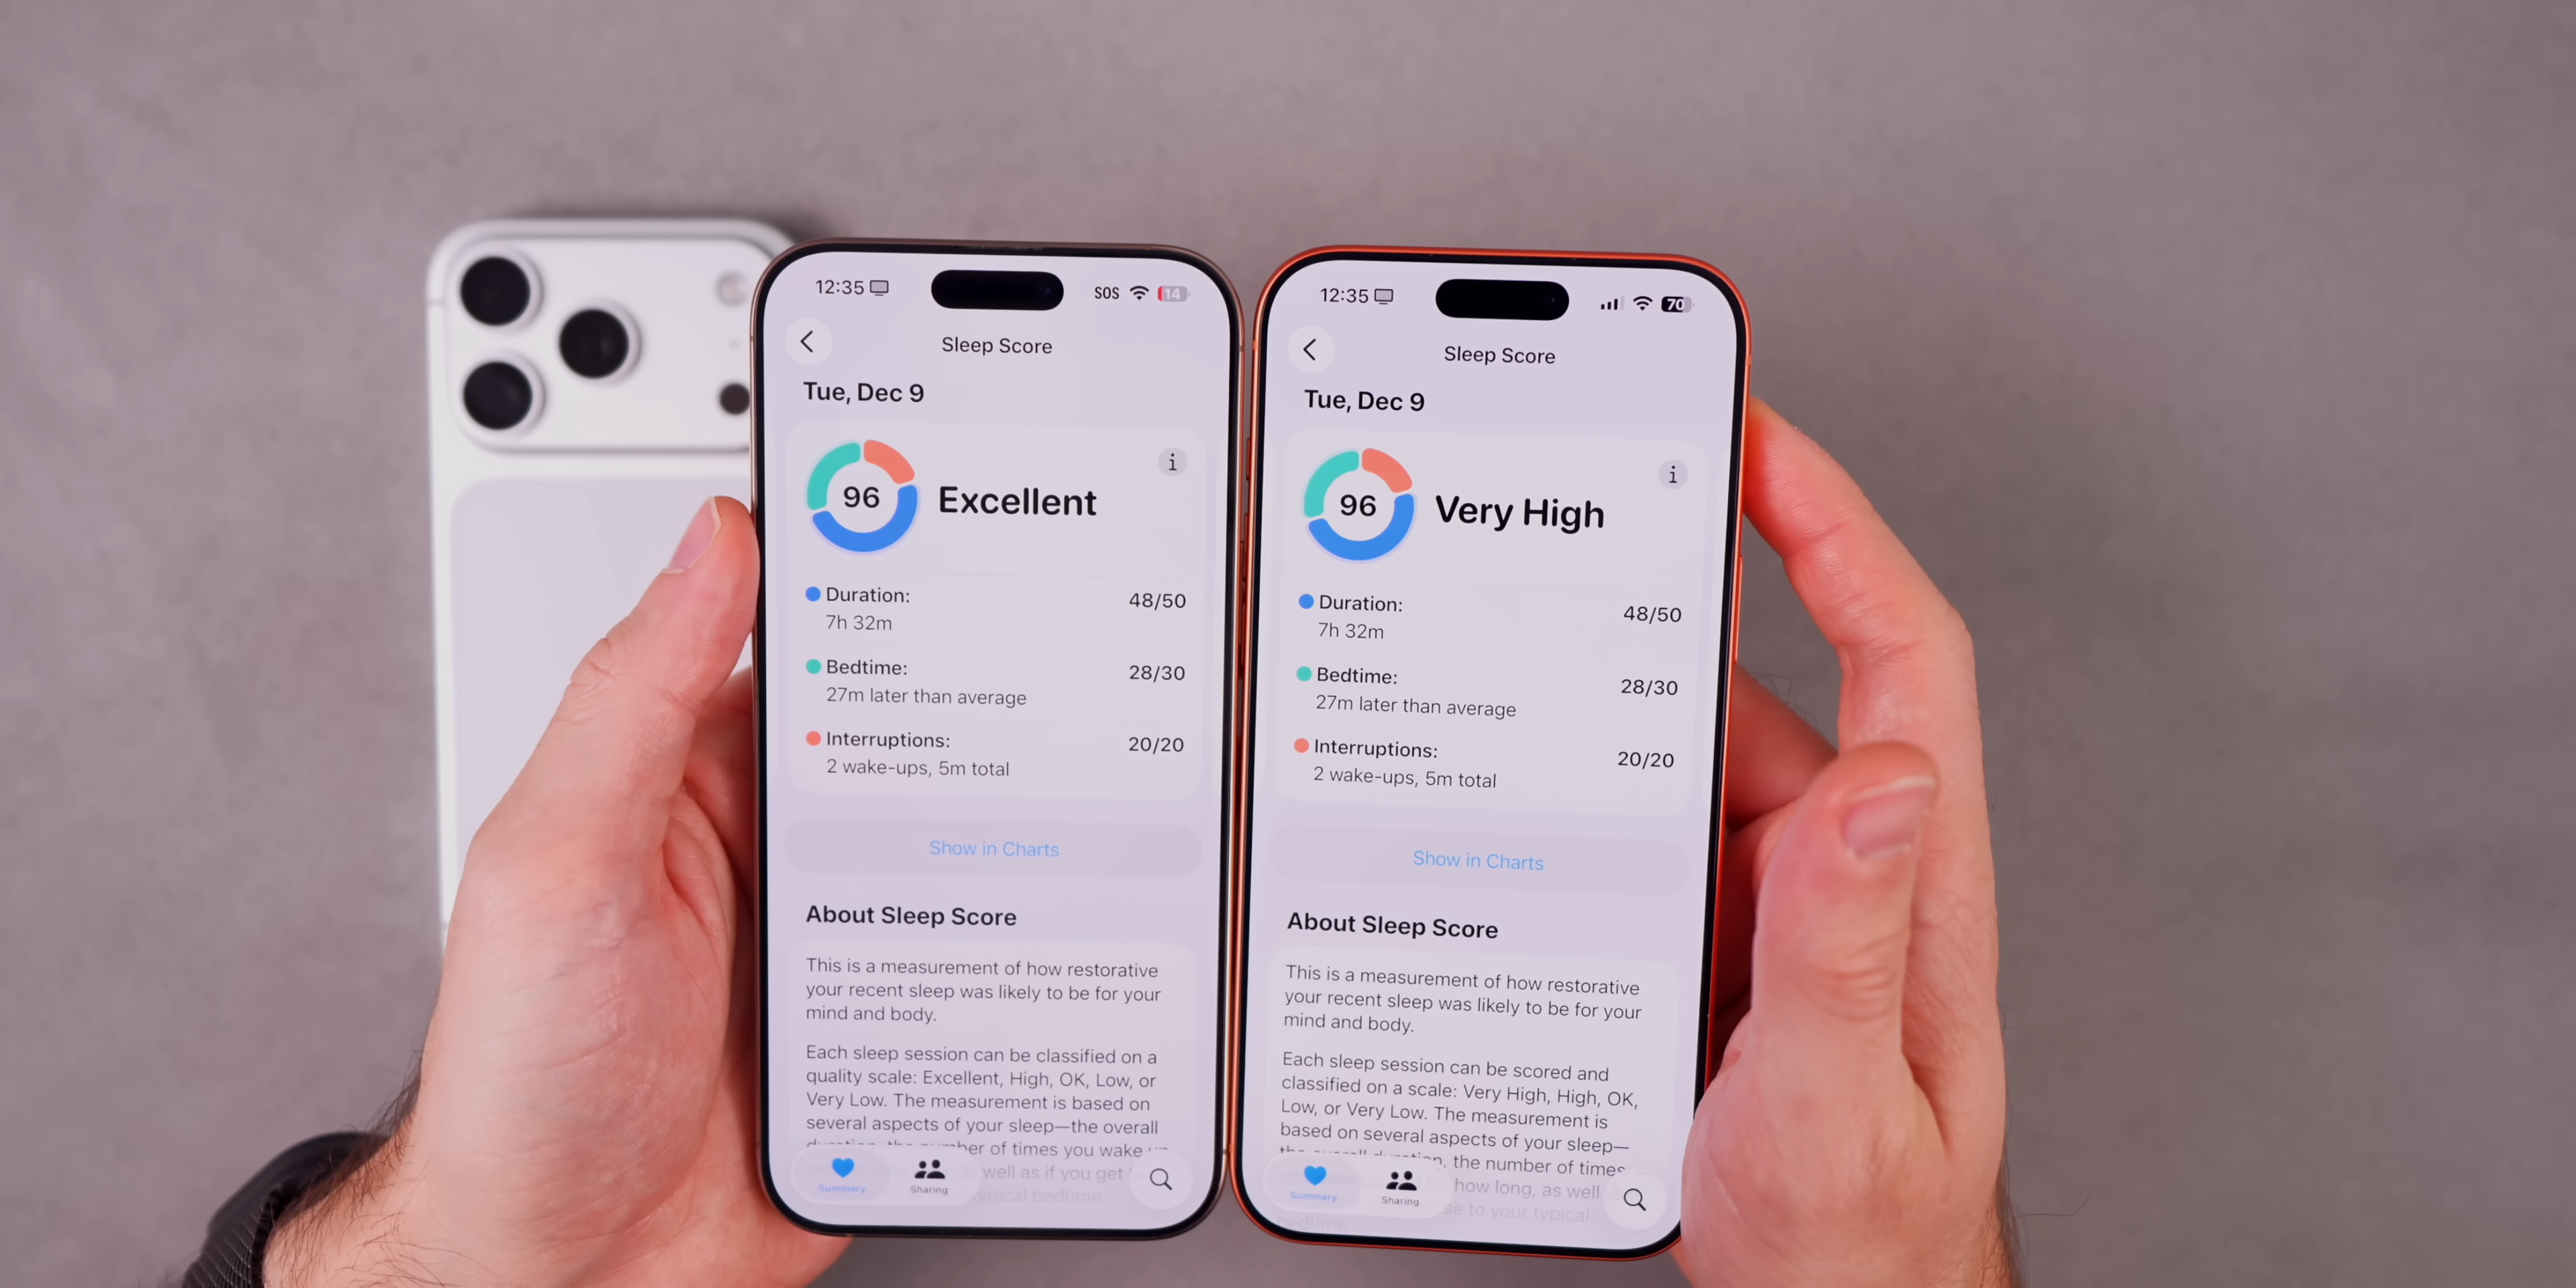 12:35
SOS
14
Sleep Score
Tue, Dec 9
96
Excellent
i
Duration:
48/50
7h 32m
Bedtime:
28/30
27m later than average
Interruptions:
20/20
2 wake-ups, 5m total
Show in Charts
About Sleep Score
This is a measurement of how restorative
your recent sleep was likely to be for your
mind and body.
Each sleep session can be classified on a
quality scale: Excellent, High, OK, Low, or
Very Low. The measurement is based on
several aspects of your sleep—the overall
of times you wake
well as if you get
typical bedtime.
Summary
Sharing
12:35
70
Sleep Score
Tue, Dec 9
96
Very High
i
Duration:
48/50
7h 32m
Bedtime:
28/30
27m later than average
Interruptions:
20/20
2 wake-ups, 5m total
Show in Charts
About Sleep Score
This is a measurement of how restorative
your recent sleep was likely to be for your
mind and body.
Each sleep session can be scored and
classified on a scale: Very High, High, OK,
Low, or Very Low. The measurement is
based on several aspects of your sleep—
the number of times
how long, as well
to your typical
bedtime.
Summary
Sharing